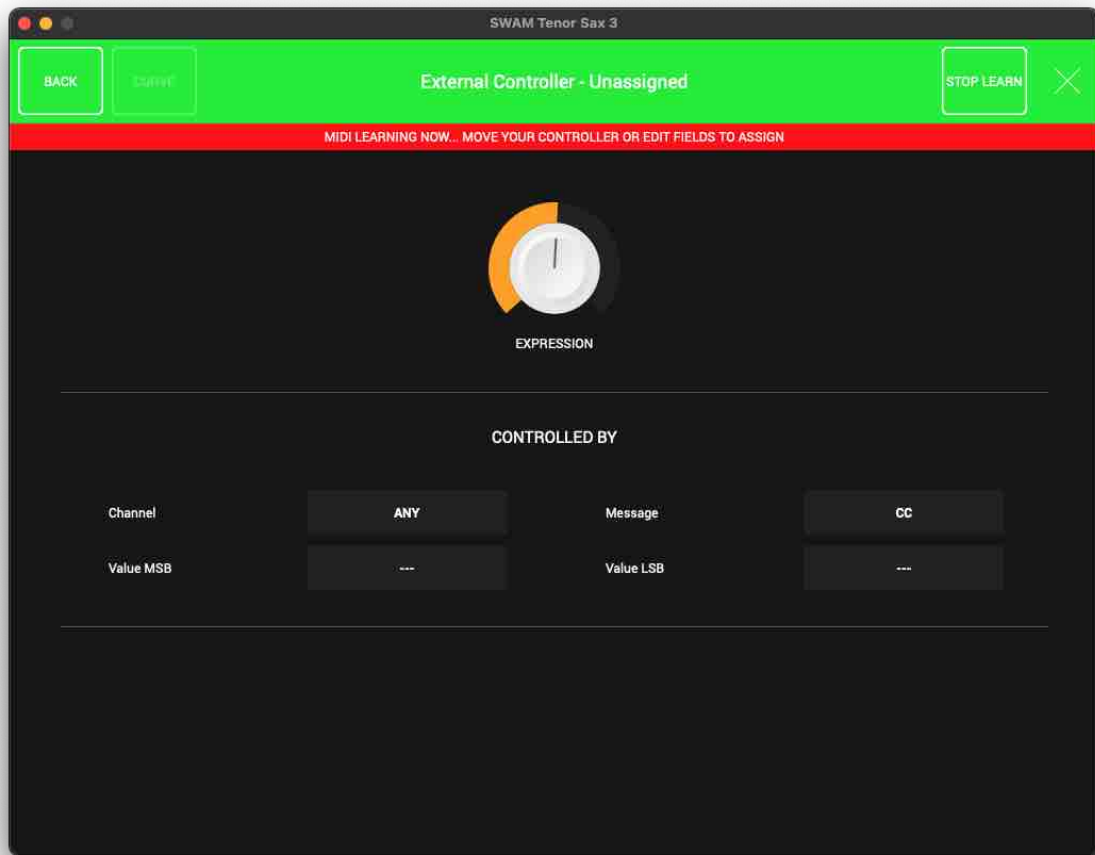 SWAM Tenor Sax 3
BACK
CURVE
External Controller - Unassigned
STOP LEARN
MIDI LEARNING NOW... MOVE YOUR CONTROLLER OR EDIT FIELDS TO ASSIGN
EXPRESSION
CONTROLLED BY
Channel
ANY
Message
CC
Value MSB
---
Value LSB
---